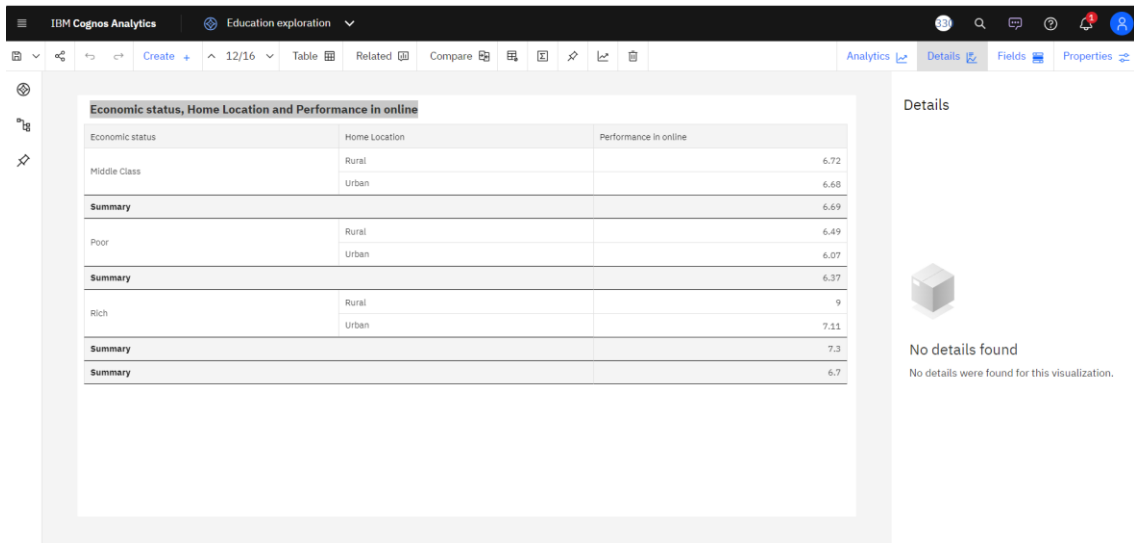 IBM Cognos Analytics
Education exploration
330
1
Create +
12/16
Table
Related
Compare
Analytics
Details
Fields
Properties
Economic status, Home Location and Performance in online
Details
Economic status Home Location Performance in online
Middle Class
Rural 6.72
Urban 6.68
Summary 6.69
Poor
Rural 6.49
Urban 6.07
Summary 6.37
Rich
Rural 9
Urban 7.11
Summary 7.3
Summary 6.7
No details found
No details were found for this visualization.